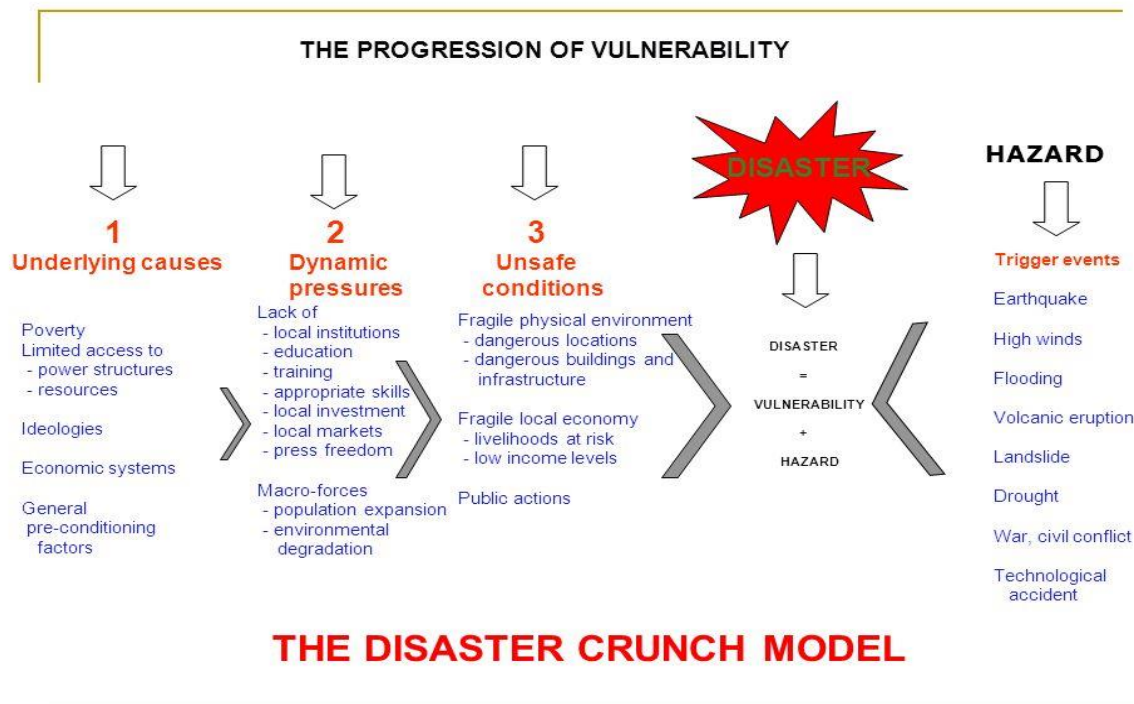 THE PROGRESSION OF VULNERABILITY
1
Underlying causes
Poverty
Limited access to
- power structures
- resources
Ideologies
Economic systems
General
pre-conditioning
factors
2
Dynamic
pressures
Lack of
- local institutions
- education
- training
- appropriate skills
- local investment
- local markets
- press freedom
Macro-forces
- population expansion
- environmental
degradation
3
Unsafe
conditions
Fragile physical environment
- dangerous locations
- dangerous buildings and
infrastructure
Fragile local economy
- livelihoods at risk
- low income levels
Public actions
DISASTER
DISASTER
=
VULNERABILITY
+
HAZARD
HAZARD
Trigger events
Earthquake
High winds
Flooding
Volcanic eruption
Landslide
Drought
War, civil conflict
Technological
accident
THE DISASTER CRUNCH MODEL